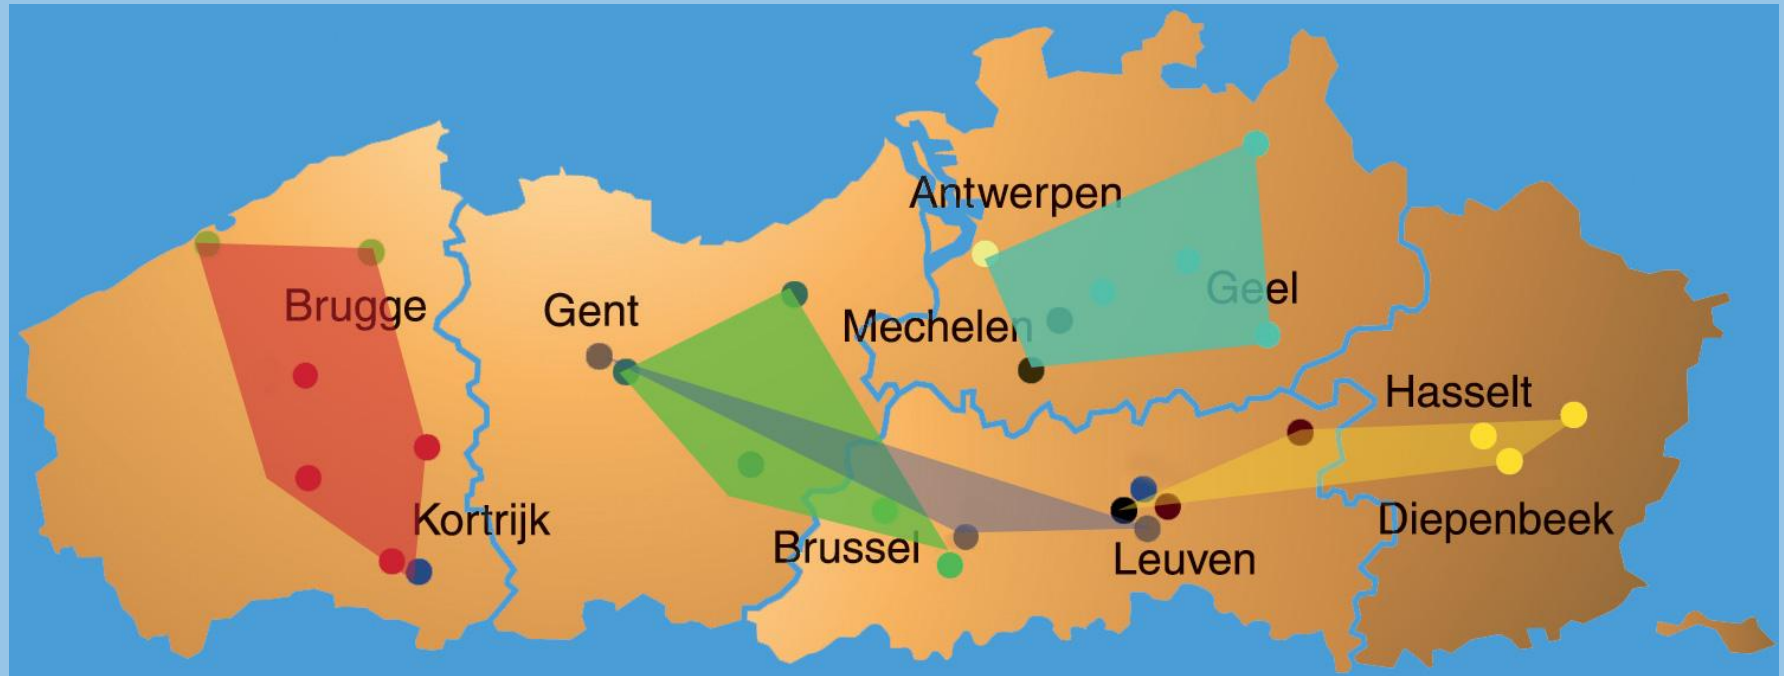 Antwerpen
Brugge
Gent
Geel
Mechelen
Hasselt
Kortrijk
Brussel
Leuven
Diepenbeek